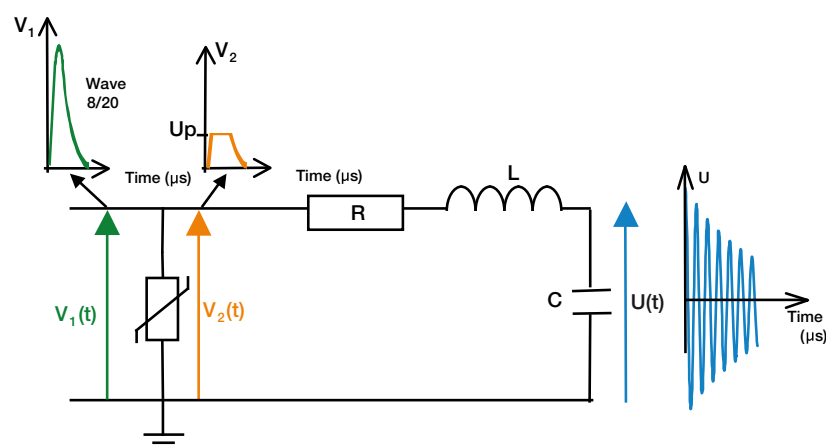 V1
Wave
8/20
Time (µs)
V2
Up
Time (µs)
R
L
C
V1(t)
V2(t)
U(t)
U
Time
(µs)